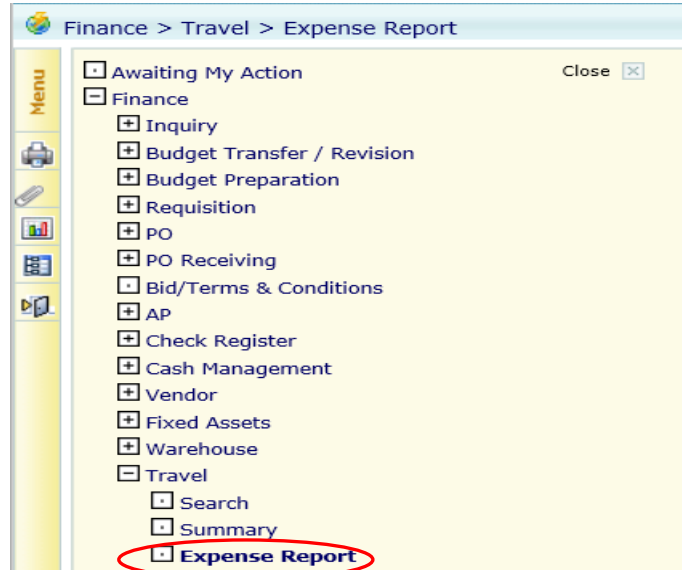 Finance > Travel > Expense Report
Menu
Awaiting My Action
Close
Finance
Inquiry
Budget Transfer / Revision
Budget Preparation
Requisition
PO
PO Receiving
Bid/Terms & Conditions
AP
Check Register
Cash Management
Vendor
Fixed Assets
Warehouse
Travel
Search
Summary
Expense Report